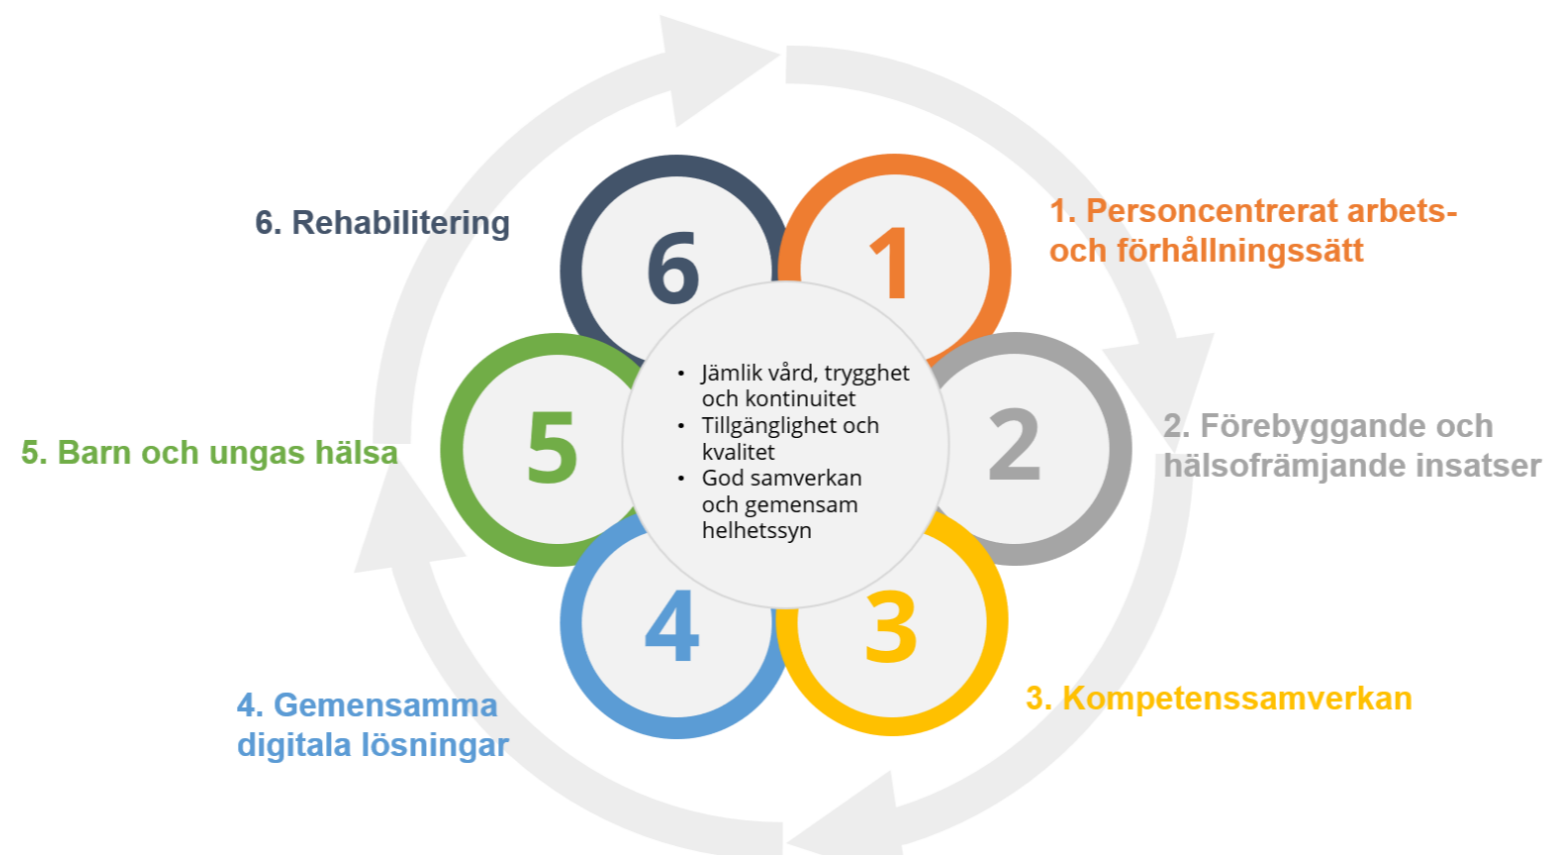 6. Rehabilitering
6
1
1. Personcentrerat arbets-
och förhållningssätt
5. Barn och ungas hälsa
5
• Jämlik vård, trygghet
och kontinuitet
• Tillgänglighet och
kvalitet
• God samverkan
och gemensam
helhetssyn
2
2. Förebyggande och
hälsofrämjande insatser
4
3
4. Gemensamma
digitala lösningar
3. Kompetenssamverkan